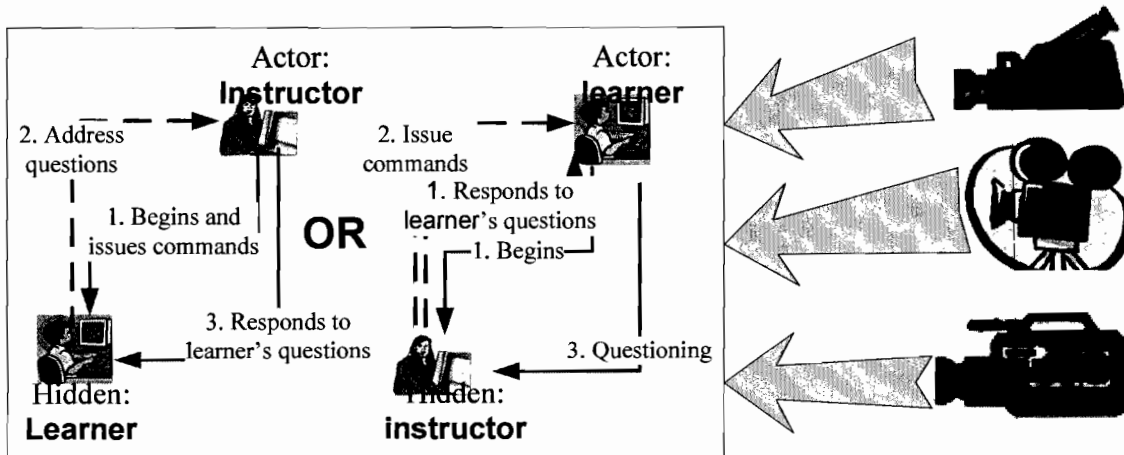 Actor:
Instructor
2. Address
questions
1. Begins and
issues commands
3. Responds to
learner's questions
Hidden:
Learner
OR
Actor:
learner
2. Issue
commands
1. Responds to
learner's questions
1. Begins
3. Questioning
Hidden:
instructor